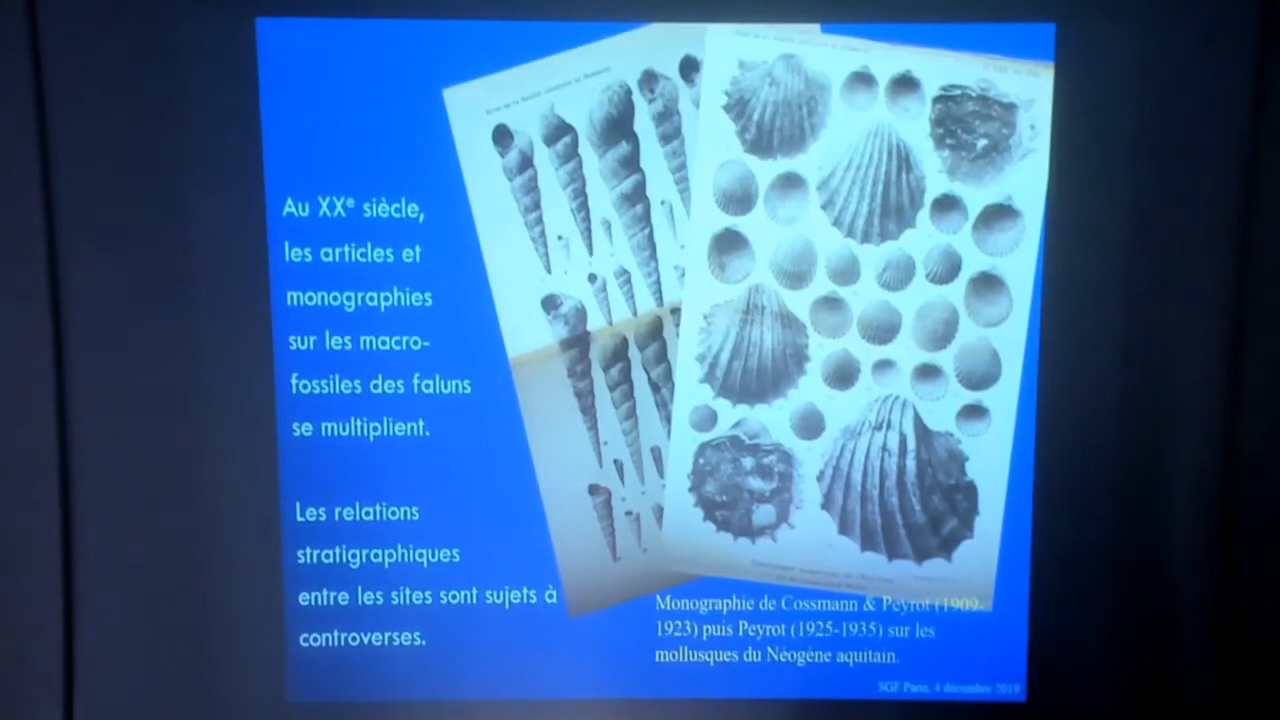 Au XXᵉ siècle,
les articles et
monographies
sur les macro-
fossiles des faluns
se multiplient.
Les relations
stratigraphiques
entre les sites sont sujets à
controverses.
Monographie de Cossmann & Peyrot (1909-
1923) puis Peyrot (1925-1935) sur les
mollusques du Néogène aquitain.
SGF Paris, 4 décembre 2019